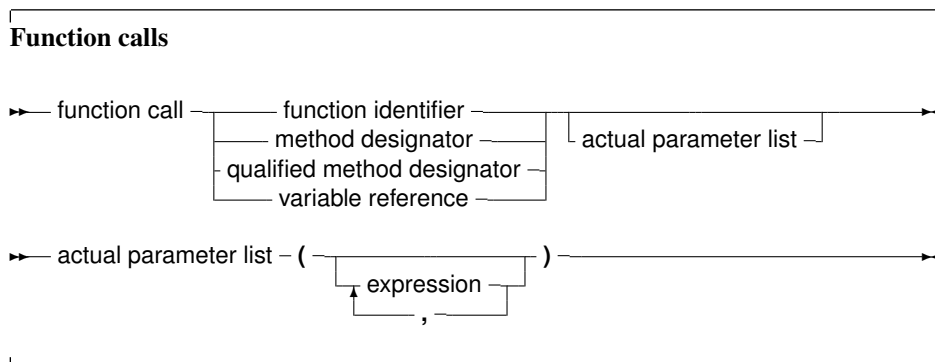 Function calls
function call function identifier
method designator actual parameter list
qualified method designator
variable reference
actual parameter list ( )
expression
,